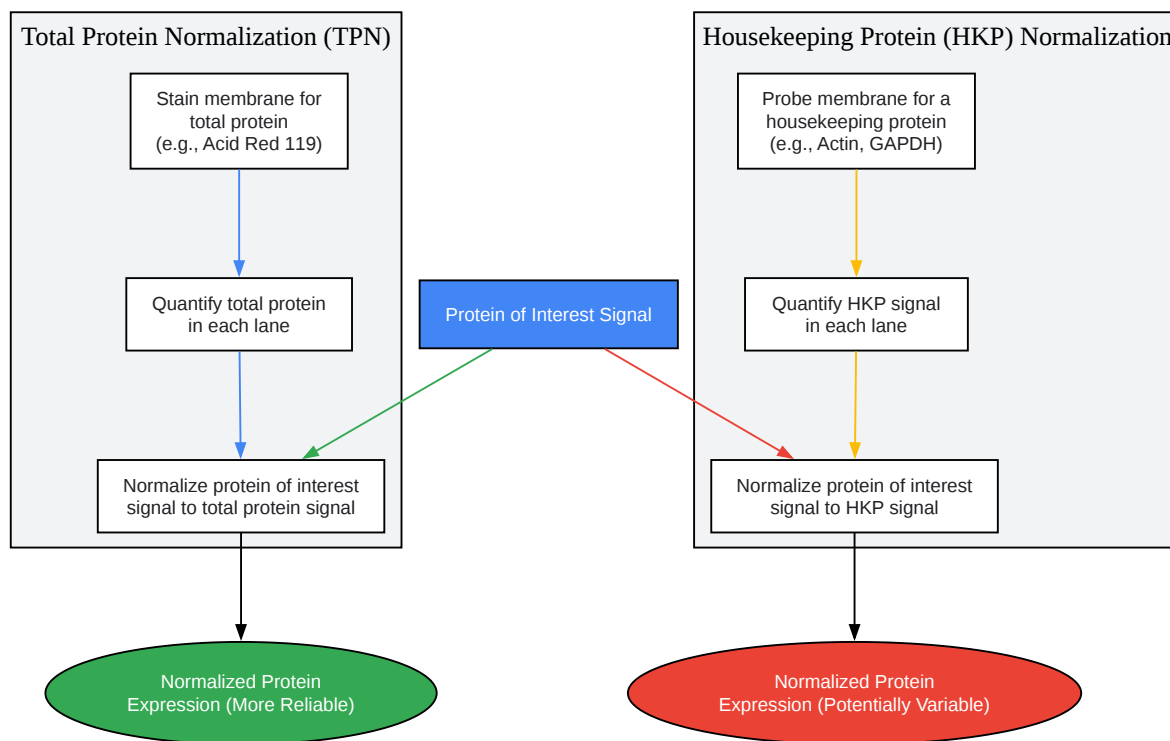 Total Protein Normalization (TPN)
Stain membrane for
total protein
(e.g., Acid Red 119)
Quantify total protein
in each lane
Normalize protein of interest
signal to total protein signal
Protein of Interest Signal
Housekeeping Protein (HKP) Normalization
Probe membrane for a
housekeeping protein
(e.g., Actin, GAPDH)
Quantify HKP signal
in each lane
Normalize protein of interest
signal to HKP signal
Normalized Protein
Expression (More Reliable)
Normalized Protein
Expression (Potentially Variable)